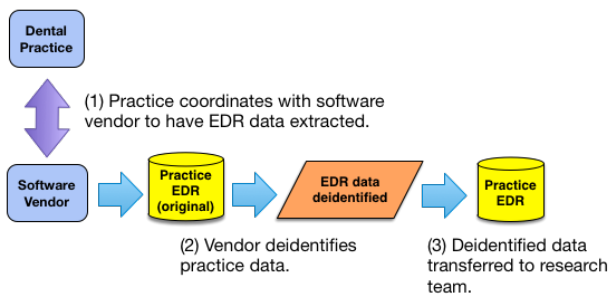 Dental
Practice
(1) Practice coordinates with software
vendor to have EDR data extracted.
Software
Vendor
Practice
EDR
(original)
EDR data
deidentified
Practice
EDR
(2) Vendor deidentifies
practice data.
(3) Deidentified data
transferred to research
team.